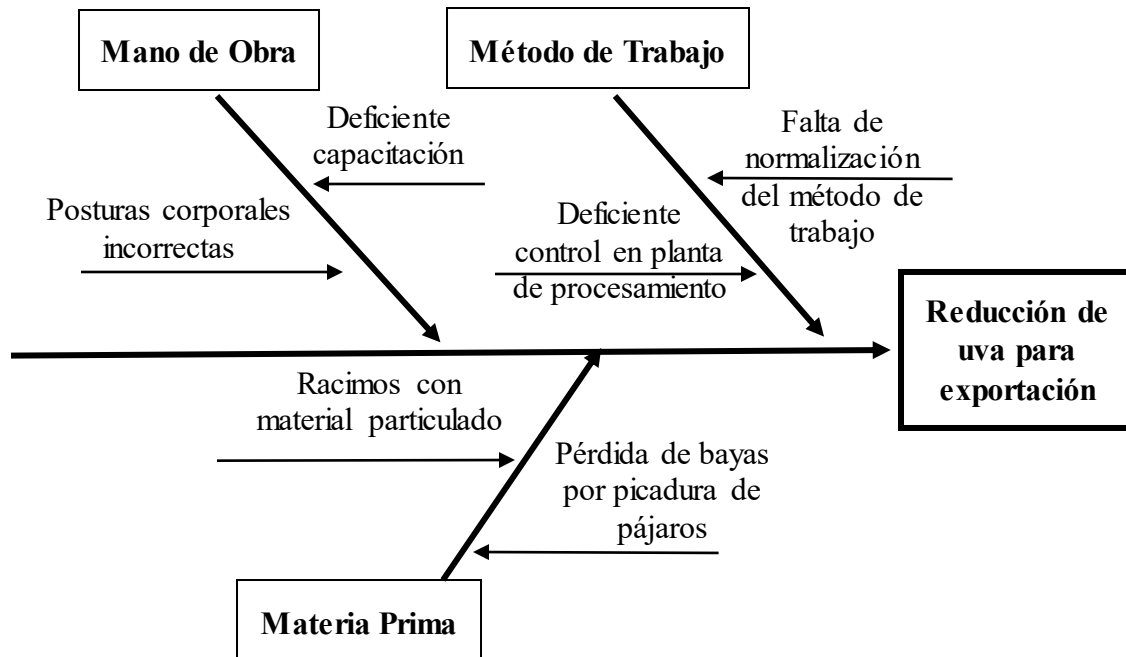 Mano de Obra
Método de Trabajo
Deficiente
capacitación
Falta de
normalización
del método de
trabajo
Posturas corporales
incorrectas
Deficiente
control en planta
de procesamiento
Reducción de
uva para
exportación
Racimos con
material particulado
Pérdida de bayas
por picadura de
pájaros
Materia Prima